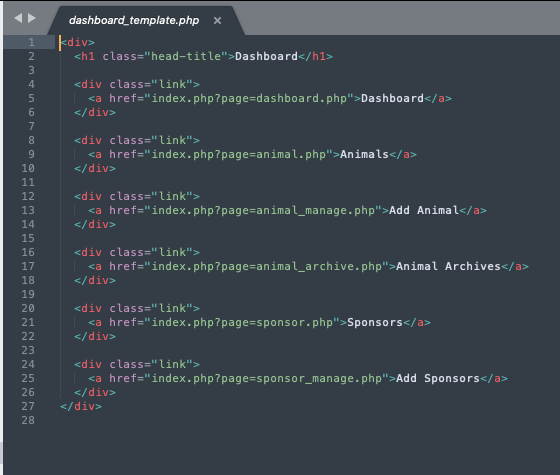 dashboard_template.php ×
1 <div>
2 <h1 class="head-title">Dashboard</h1>
3
4 <div class="link">
5 <a href="index.php?page=dashboard.php">Dashboard</a>
6 </div>
7
8 <div class="link">
9 <a href="index.php?page=animal.php">Animals</a>
10 </div>
11
12 <div class="link">
13 <a href="index.php?page=animal_manage.php">Add Animal</a>
14 </div>
15
16 <div class="link">
17 <a href="index.php?page=animal_archive.php">Animal Archives</a>
18 </div>
19
20 <div class="link">
21 <a href="index.php?page=sponsor.php">Sponsors</a>
22 </div>
23
24 <div class="link">
25 <a href="index.php?page=sponsor_manage.php">Add Sponsors</a>
26 </div>
27 </div>
28